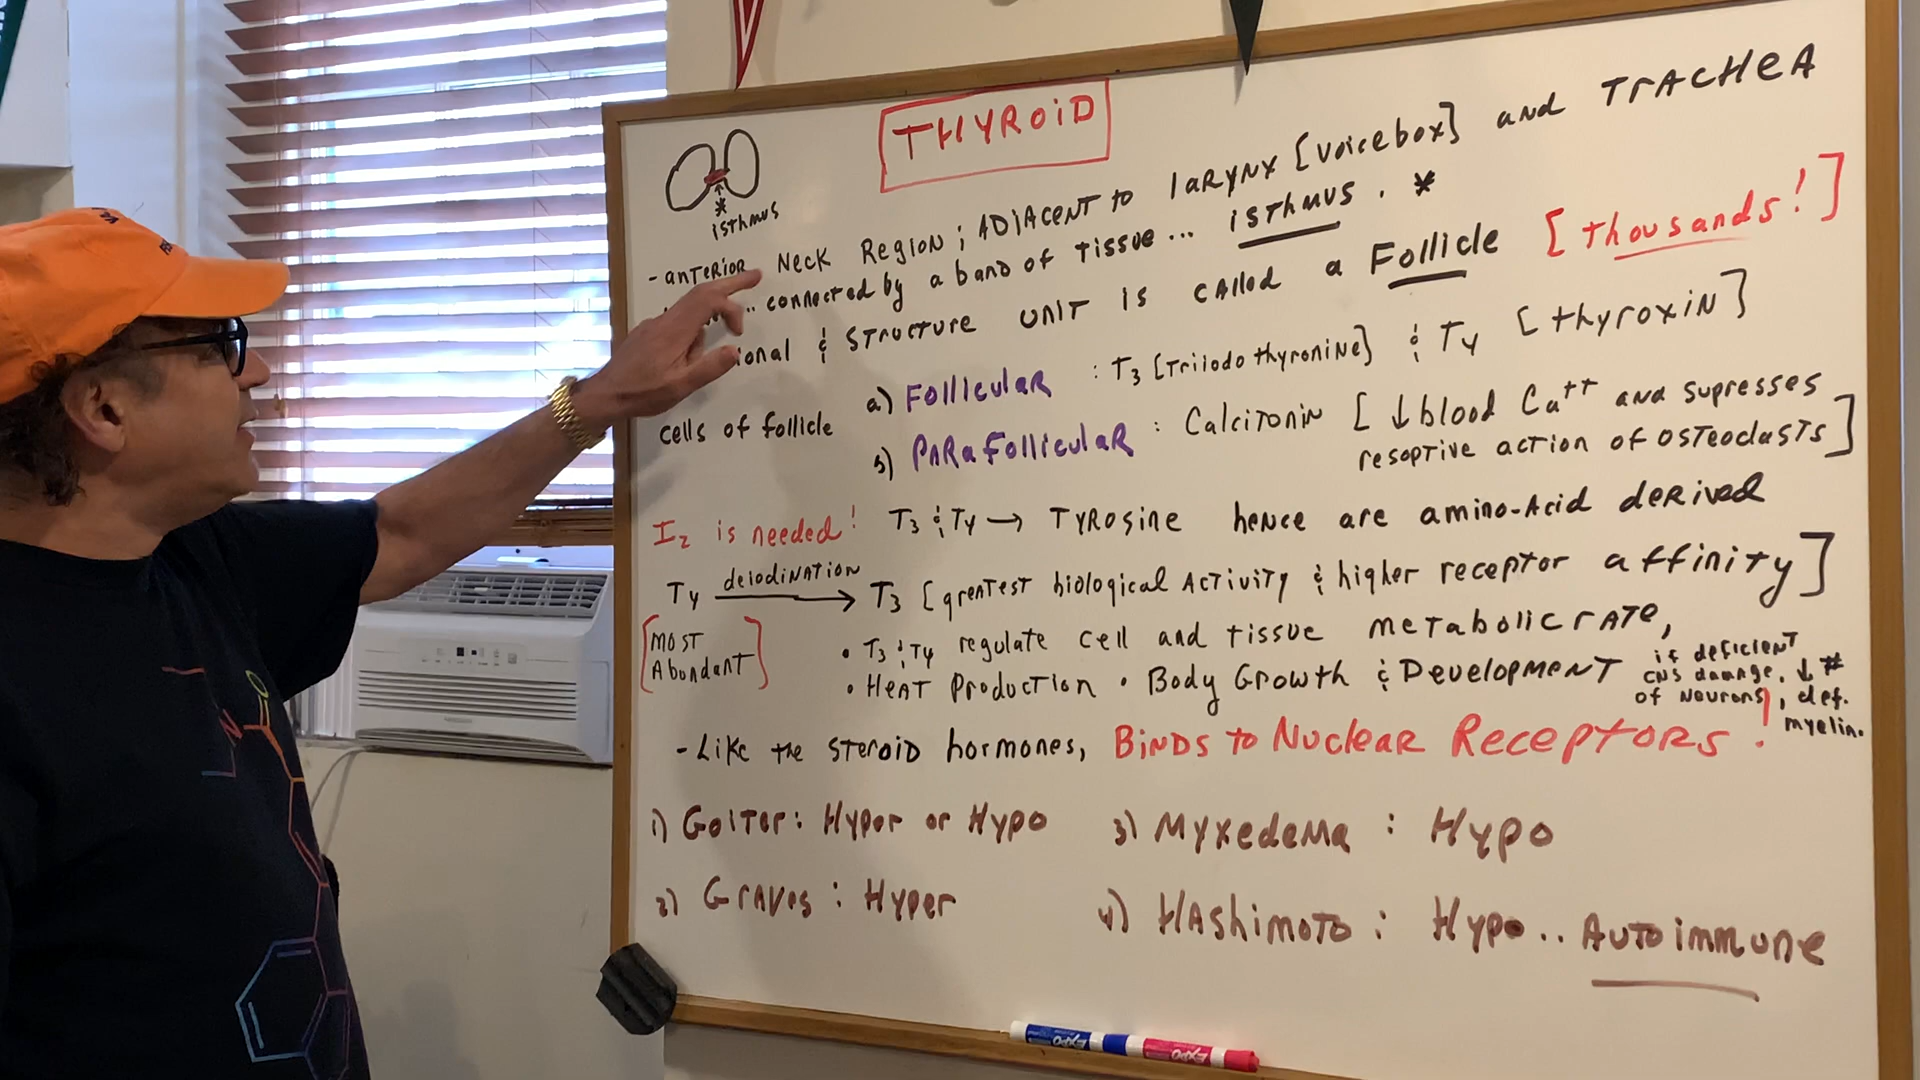 THYROiD
* isthmus
- anterior Neck Region ; ADJACENT to larynx [voicebox] and TrACHeA
.. connected by a band of tissue ... isthmus . *
ional & structure unit is called a Follicle [thousands!]
cells of follicle
a) Follicular : T3 [Triiodothyronine] & T4 [thyroxin]
b) PARafollicular : Calcitonin [↓ blood Ca++ and supresses
resoptive action of osteoclasts]
I2 is needed! T3 & T4 → Tyrosine hence are amino-Acid derived
T4 deiodination → T3 [greatest biological Activity & higher receptor affinity]
[Most Abundant]
• T3 & T4 regulate cell and tissue metabolic rate,
• Heat Production • Body Growth & Development
if deficient
CNS damage, ↓ #
of neurons, def.
myelin.
- Like the steroid hormones, Binds to Nuclear Receptors !
1) Goiter : Hyper or Hypo
2) Graves : Hyper
3) Myxedema : Hypo
4) Hashimoto : Hypo .. Autoimmune
EXPO
EXPO